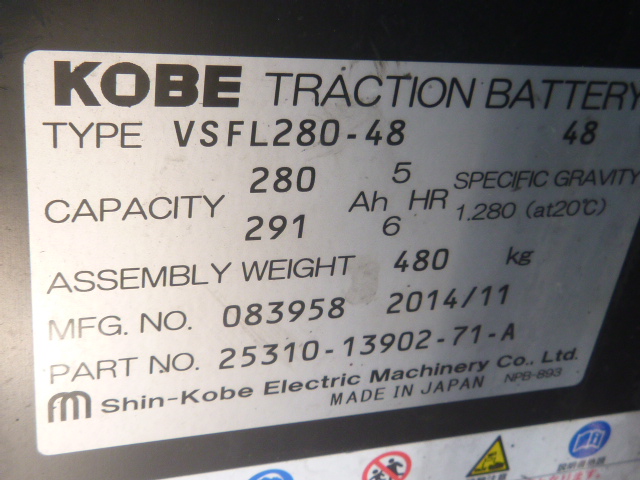 KOBE TRACTION BATTERY
TYPE VSFL280-48 48
CAPACITY 280 Ah 5 HR SPECIFIC GRAVITY
291 6 1.280 (at20℃)
ASSEMBLY WEIGHT 480 kg
MFG. NO. 083958 2014/11
PART NO. 25310-13902-71-A
Shin-Kobe Electric Machinery Co., Ltd.
MADE IN JAPAN NPB-893